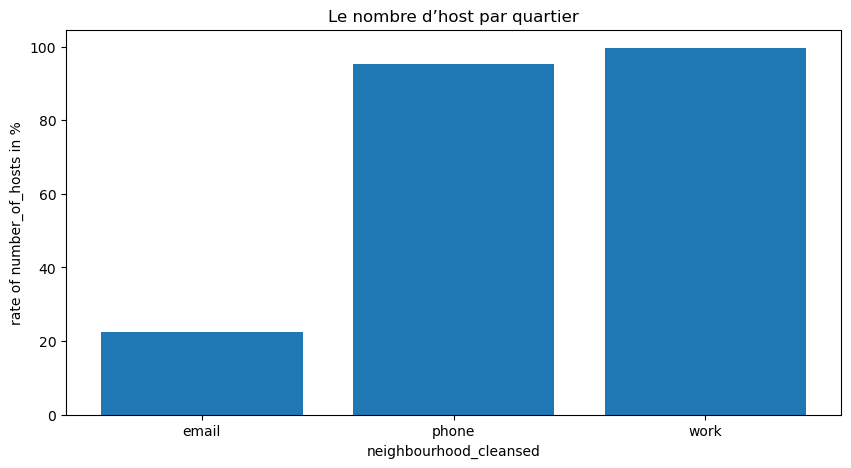 Le nombre d’host par quartier
rate of number_of_hosts in %
100
80
60
40
20
0
email
phone
work
neighbourhood_cleansed